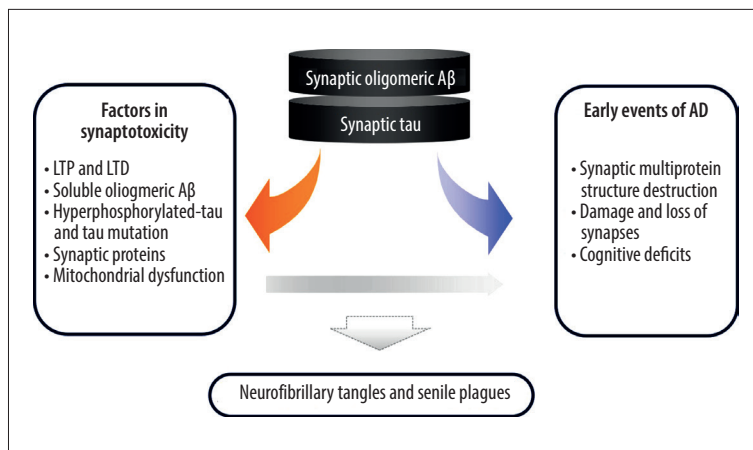 Synaptic oligomeric Aβ
Synaptic tau
Factors in
synaptotoxicity
• LTP and LTD
• Soluble oliogmeric Aβ
• Hyperphosphorylated-tau
and tau mutation
• Synaptic proteins
• Mitochondrial dysfunction
Early events of AD
• Synaptic multiprotein
structure destruction
• Damage and loss of
synapses
• Cognitive deficits
Neurofibrillary tangles and senile plagues